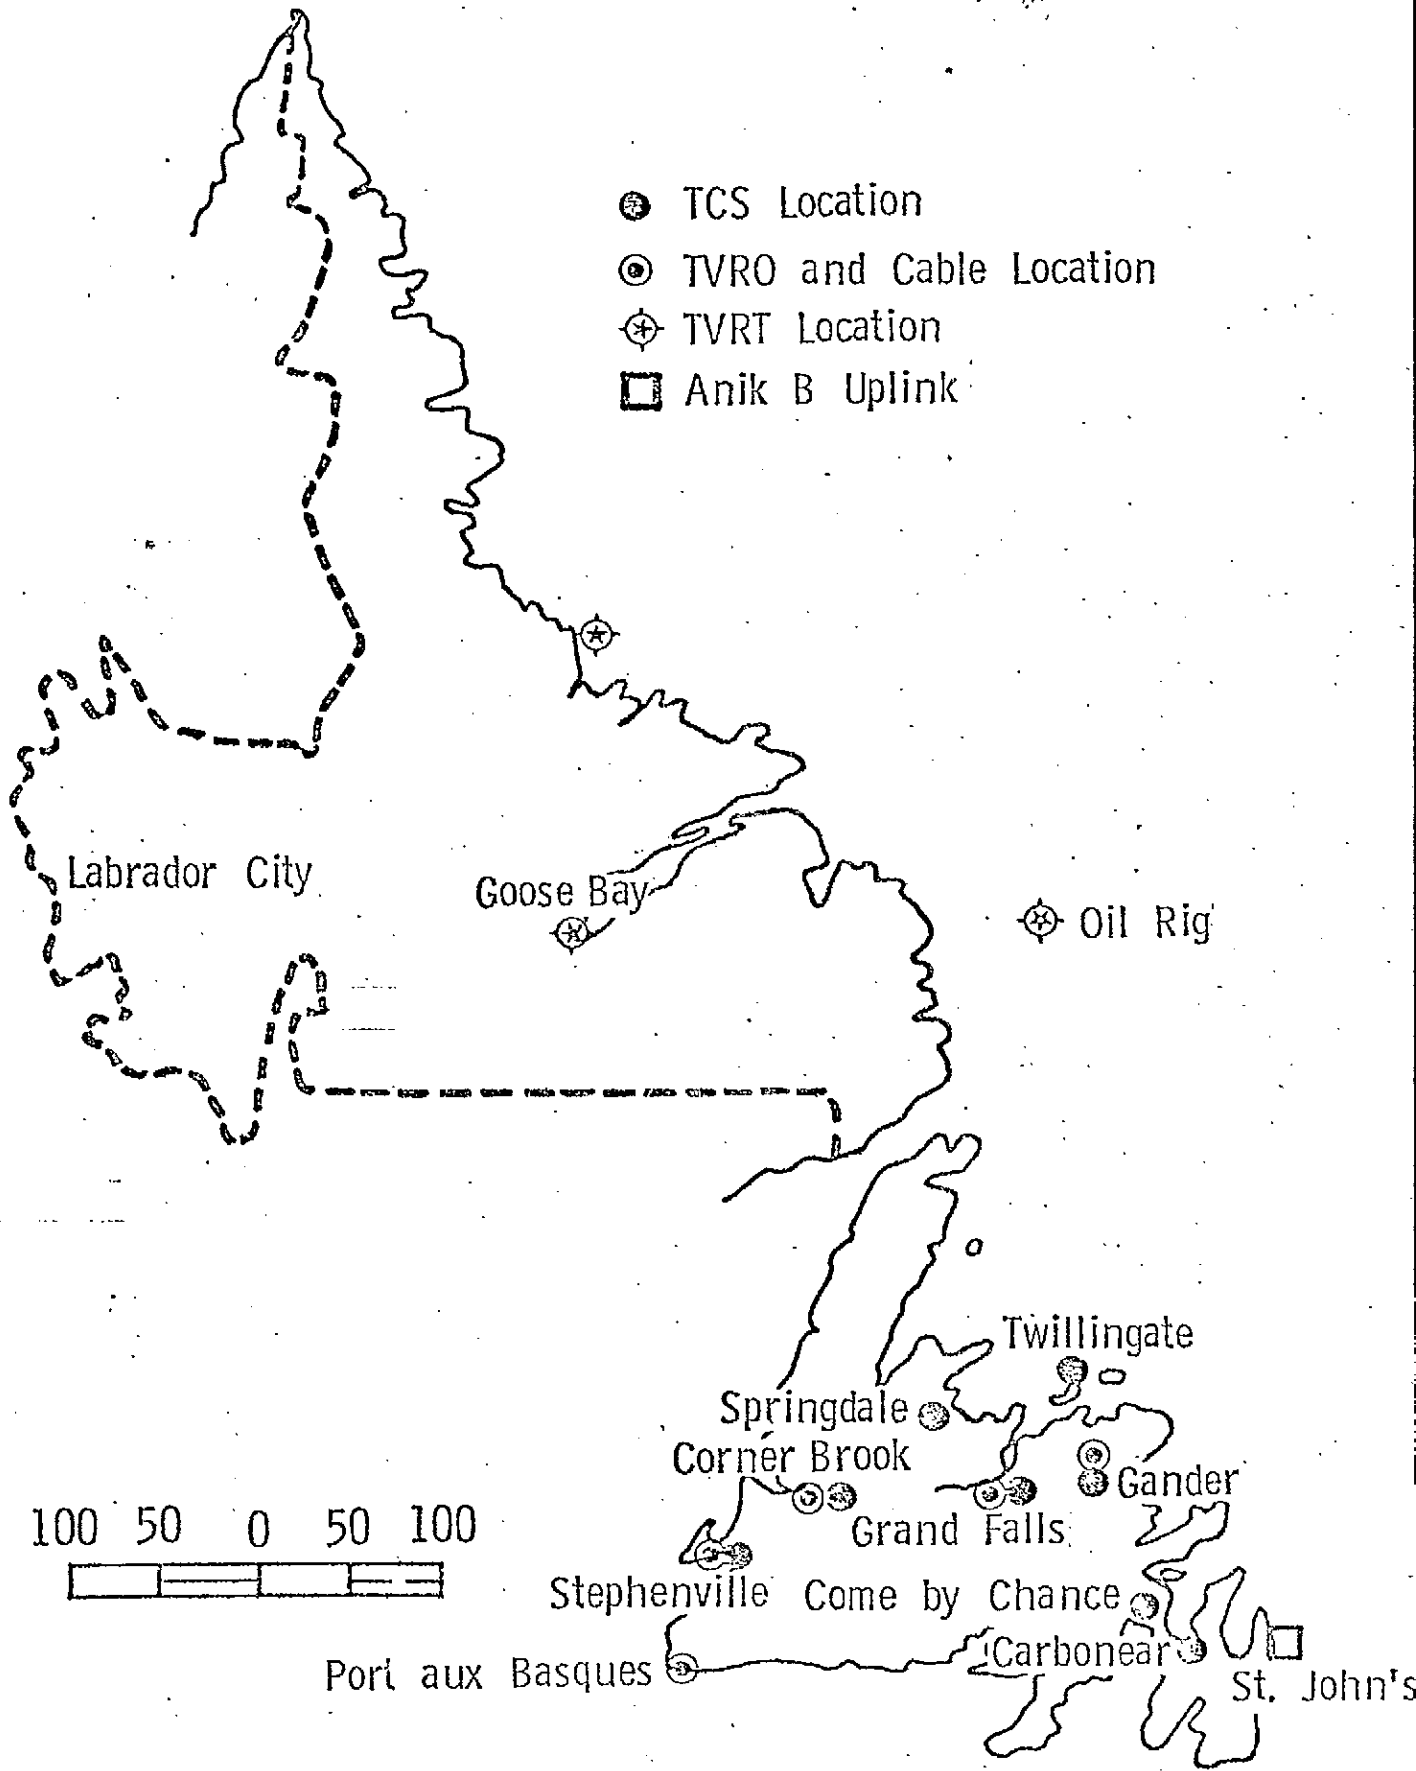 TCS Location
TVRO and Cable Location
TVRT Location
Anik B Uplink
Labrador City
Goose Bay
Oil Rig
Twillingate
Springdale
Corner Brook
Gander
100 50 0 50 100
Grand Falls
Stephenville
Come by Chance
Carbonear
Port aux Basques
St. John's